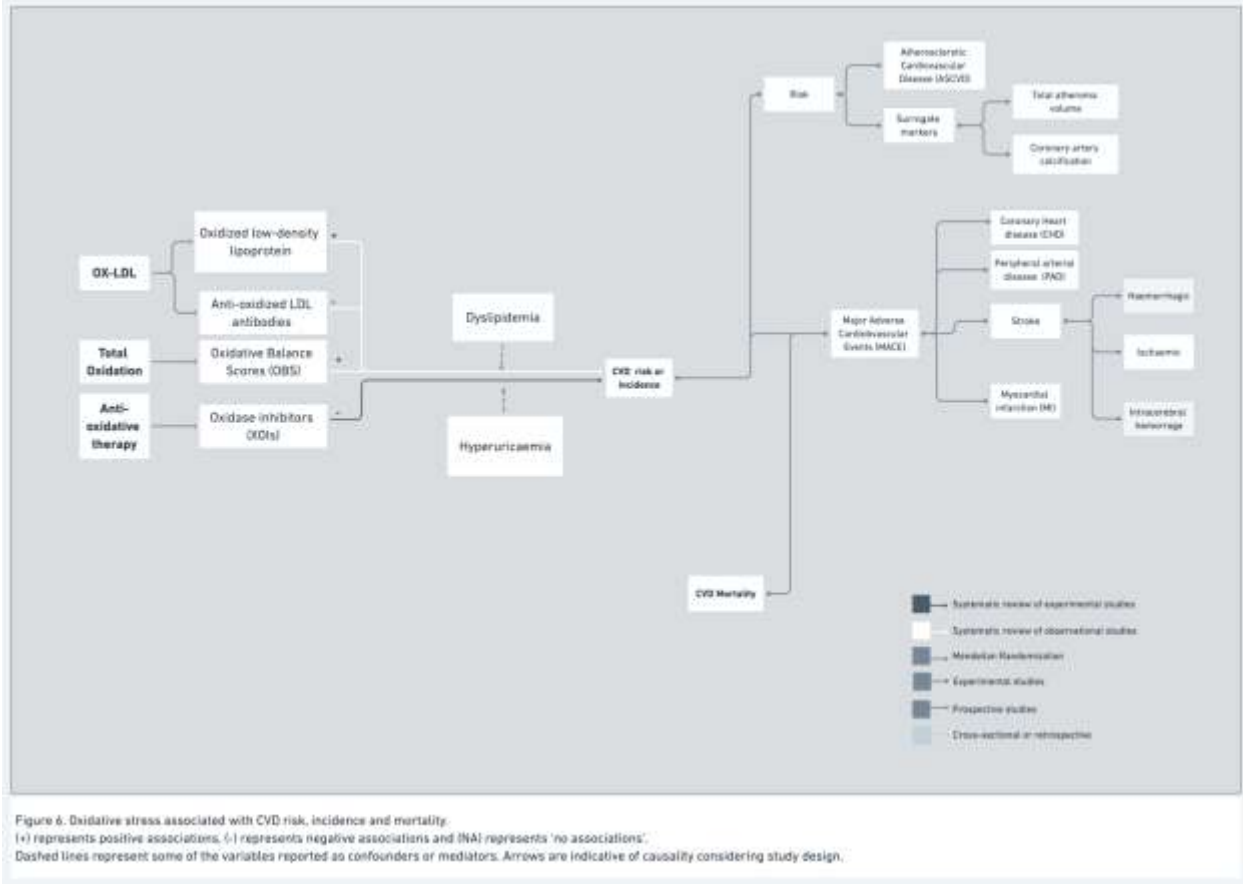 Atherosclerotic
Cardiovascular
Disease (ASCVD)
Risk
Total atheroma
volume
Surrogate
markers
Coronary artery
calcification
Oxidized low-density
lipoprotein
Coronary Heart
disease (CHD)
OX-LDL
Peripheral arterial
disease (PAD)
Anti-oxidized LDL
antibodies
Dyslipidemia
Major Adverse
Cardiovascular
Events (MACE)
Stroke
Haemorrhagic
Total
Oxidation
Oxidative Balance
Scores (OBS)
Ischaemic
CVD risk or
Incidence
Anti-
oxidative
therapy
Oxidase inhibitors
(XOIs)
Myocardial
infarction (MI)
Intracerebral
hemorrhage
Hyperuricaemia
CVD Mortality
Systematic review of experimental studies
Systematic review of observational studies
Mendelian Randomization
Experimental studies
Prospective studies
Cross-sectional or retrospective
Figure 6. Oxidative stress associated with CVD risk, incidence and mortality.
(+) represents positive associations, (-) represents negative associations and (NA) represents 'no associations'.
Dashed lines represent some of the variables reported as confounders or mediators. Arrows are indicative of causality considering study design.